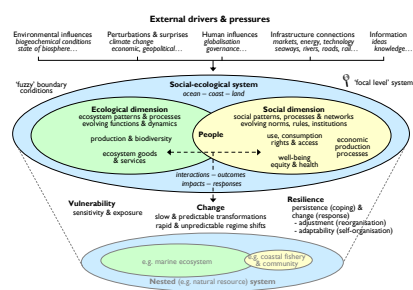 External drivers & pressures
Environmental influences
biogeochemical conditions
state of biosphere...
Perturbations & surprises
climate change
economic, geopolitical...
Human influences
globalisation
governance...
Infrastructure connections
markets, energy, technology
seaways, rivers, roads, rail...
Information
ideas
knowledge...
'fuzzy' boundary
conditions
Social-ecological system
ocean – coast – land
'focal level' system
Ecological dimension
ecosystem patterns & processes
evolving functions & dynamics
production & biodiversity
ecosystem goods
& services
People
Social dimension
social patterns, processes & networks
evolving norms, rules, institutions
use, consumption
rights & access
well-being
equity & health
economic
production
processes
interactions – outcomes
impacts – responses
Vulnerability
sensitivity & exposure
Change
slow & predictable transformations
rapid & unpredictable regime shifts
Resilience
persistence (coping) &
change (response)
- adjustment (reorganisation)
- adaptability (self-organisation)
e.g. marine ecosystem
e.g. coastal fishery
& community
Nested (e.g. natural resource) system